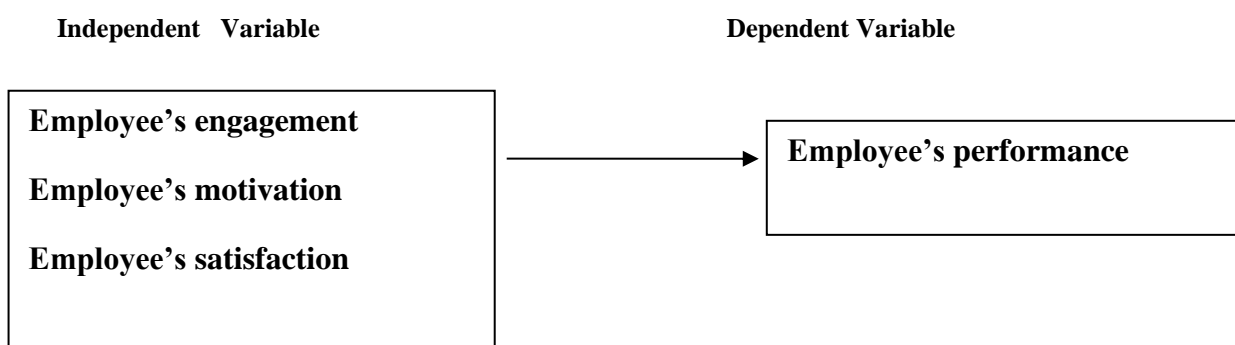 Independent Variable
Dependent Variable
Employee’s engagement
Employee’s motivation
Employee’s satisfaction
Employee’s performance